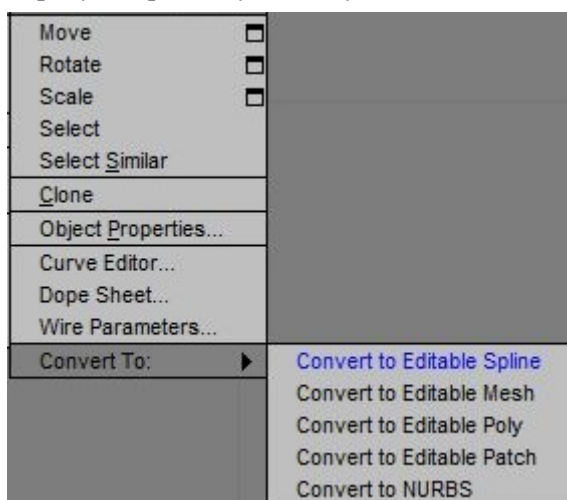 Move
Rotate
Scale
Select
Select Similar
Clone
Object Properties...
Curve Editor...
Dope Sheet...
Wire Parameters...
Convert To:
Convert to Editable Spline
Convert to Editable Mesh
Convert to Editable Poly
Convert to Editable Patch
Convert to NURBS